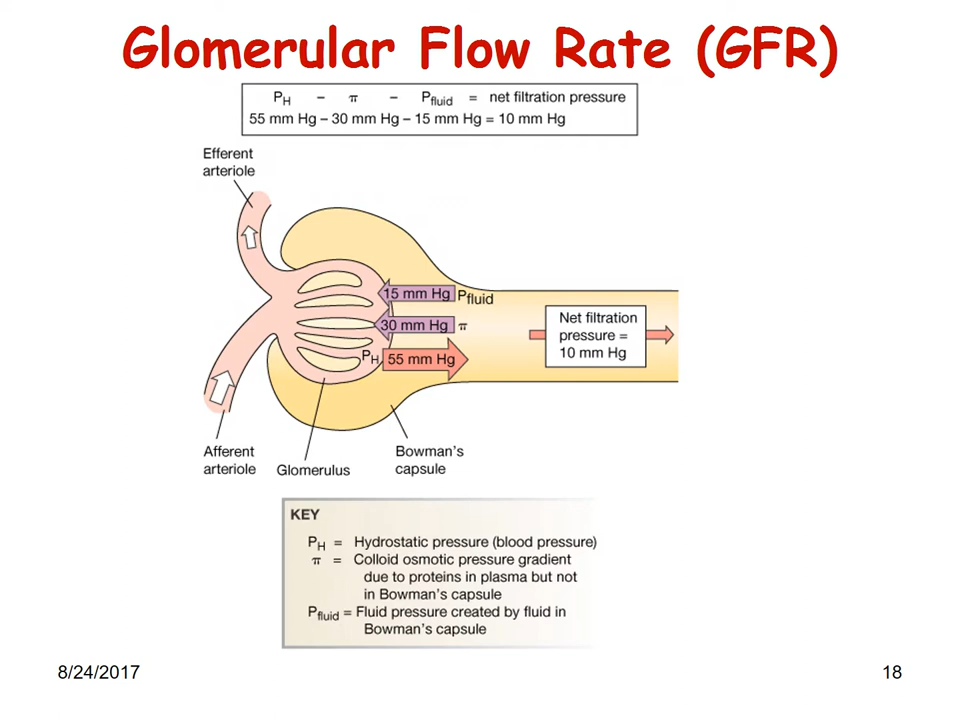 Glomerular Flow Rate (GFR)
P_H – π – P_fluid = net filtration pressure
55 mm Hg – 30 mm Hg – 15 mm Hg = 10 mm Hg
Efferent
arteriole
15 mm Hg P_fluid
30 mm Hg π
P_H 55 mm Hg
Net filtration
pressure =
10 mm Hg
Afferent
arteriole
Glomerulus
Bowman's
capsule
KEY
P_H = Hydrostatic pressure (blood pressure)
π = Colloid osmotic pressure gradient
due to proteins in plasma but not
in Bowman's capsule
P_fluid = Fluid pressure created by fluid in
Bowman's capsule
8/24/2017
18